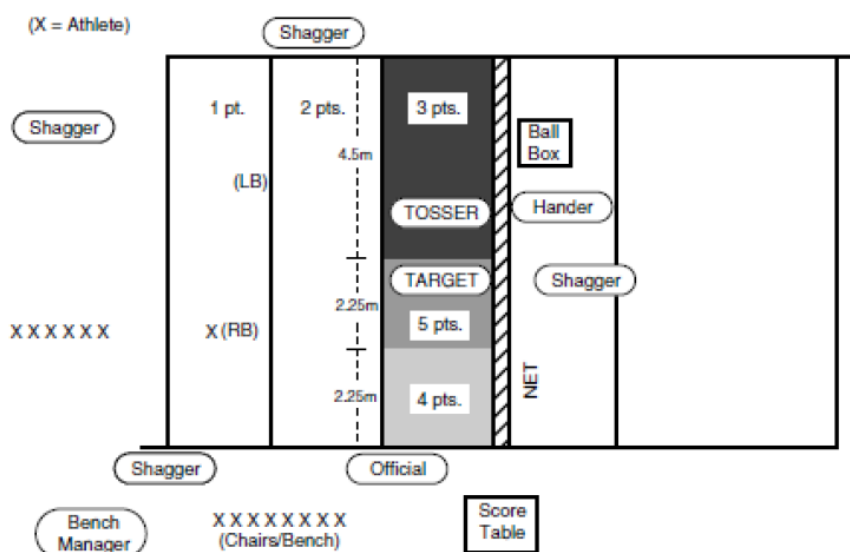 (X = Athlete)
Shagger
Shagger
1 pt.
2 pts.
3 pts.
Ball
Box
4.5m
(LB)
TOSSER
Hander
TARGET
Shagger
2.25m
X X X X X X
X (RB)
5 pts.
NET
2.25m
4 pts.
Shagger
Official
Bench
Manager
X X X X X X X X
(Chairs/Bench)
Score
Table